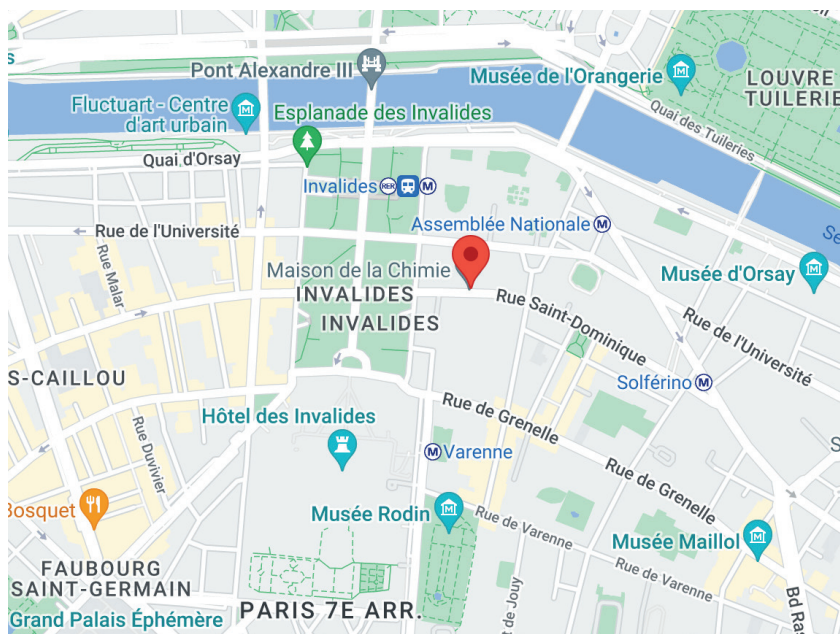 s
Pont Alexandre III
Musée de l'Orangerie
LOUVRE
TUILERIE
Fluctuart - Centre
d'art urbain
Esplanade des Invalides
Quai des Tuileries
Quai d'Orsay
Invalides
RER
M
Rue de l'Université
Assemblée Nationale
M
Se
Rue Malar
Maison de la Chimie
Musée d'Orsay
INVALIDES
INVALIDES
Rue Saint-Dominique
Rue de l'Université
S-CAILLOU
Solférino
M
Rue de Grenelle
Hôtel des Invalides
Rue Duvivier
M
Varenne
S
Rue de Grenelle
Bosquet
Musée Rodin
Rue de Varenne
Musée Maillol
FAUBOURG
SAINT-GERMAIN
Rue de Varenne
Bd Ras
t de Jouy
Grand Palais Éphémère
PARIS 7E ARR.